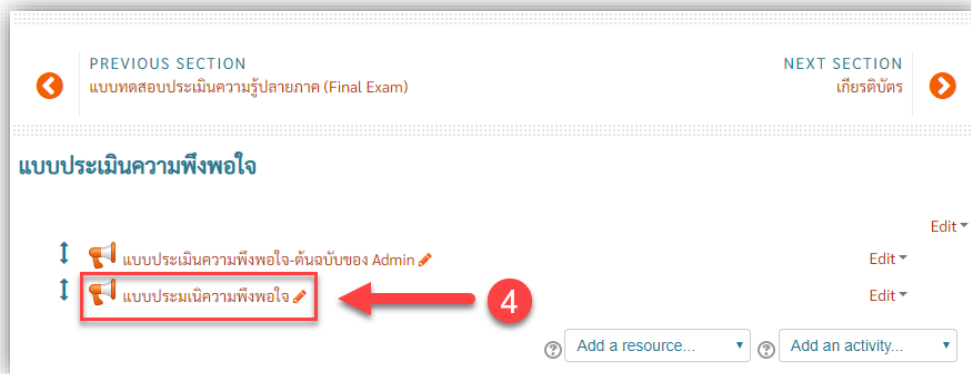 PREVIOUS SECTION
แบบทดสอบประเมินความรู้ปลายภาค (Final Exam)
NEXT SECTION
เกียรติบัตร
แบบประเมินความพึงพอใจ
Edit
แบบประเมินความพึงพอใจ-ต้นฉบับของ Admin
Edit
แบบประมเนิความพึงพอใจ
4
Edit
Add a resource...
Add an activity...